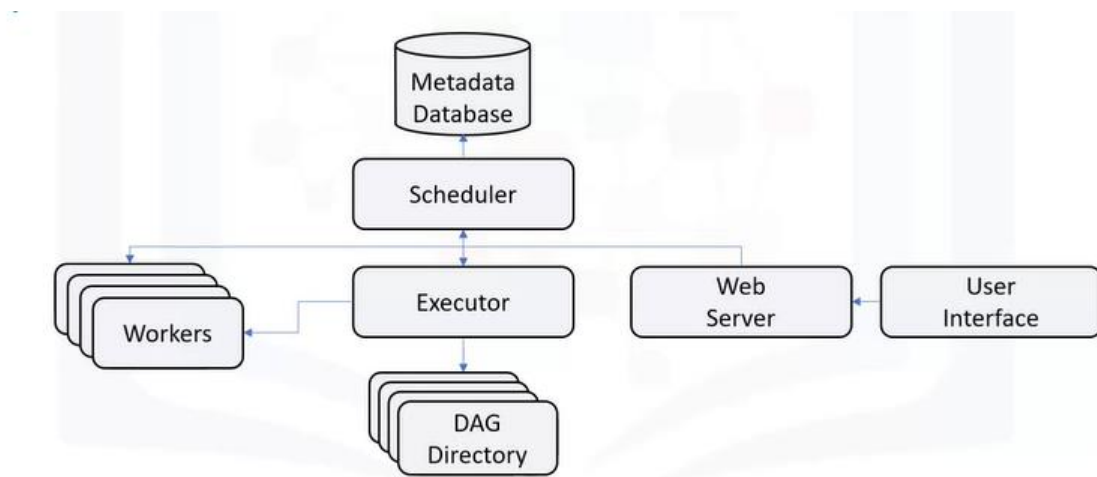 Metadata
Database
Scheduler
Executor
Web
Server
User
Interface
Workers
DAG
Directory